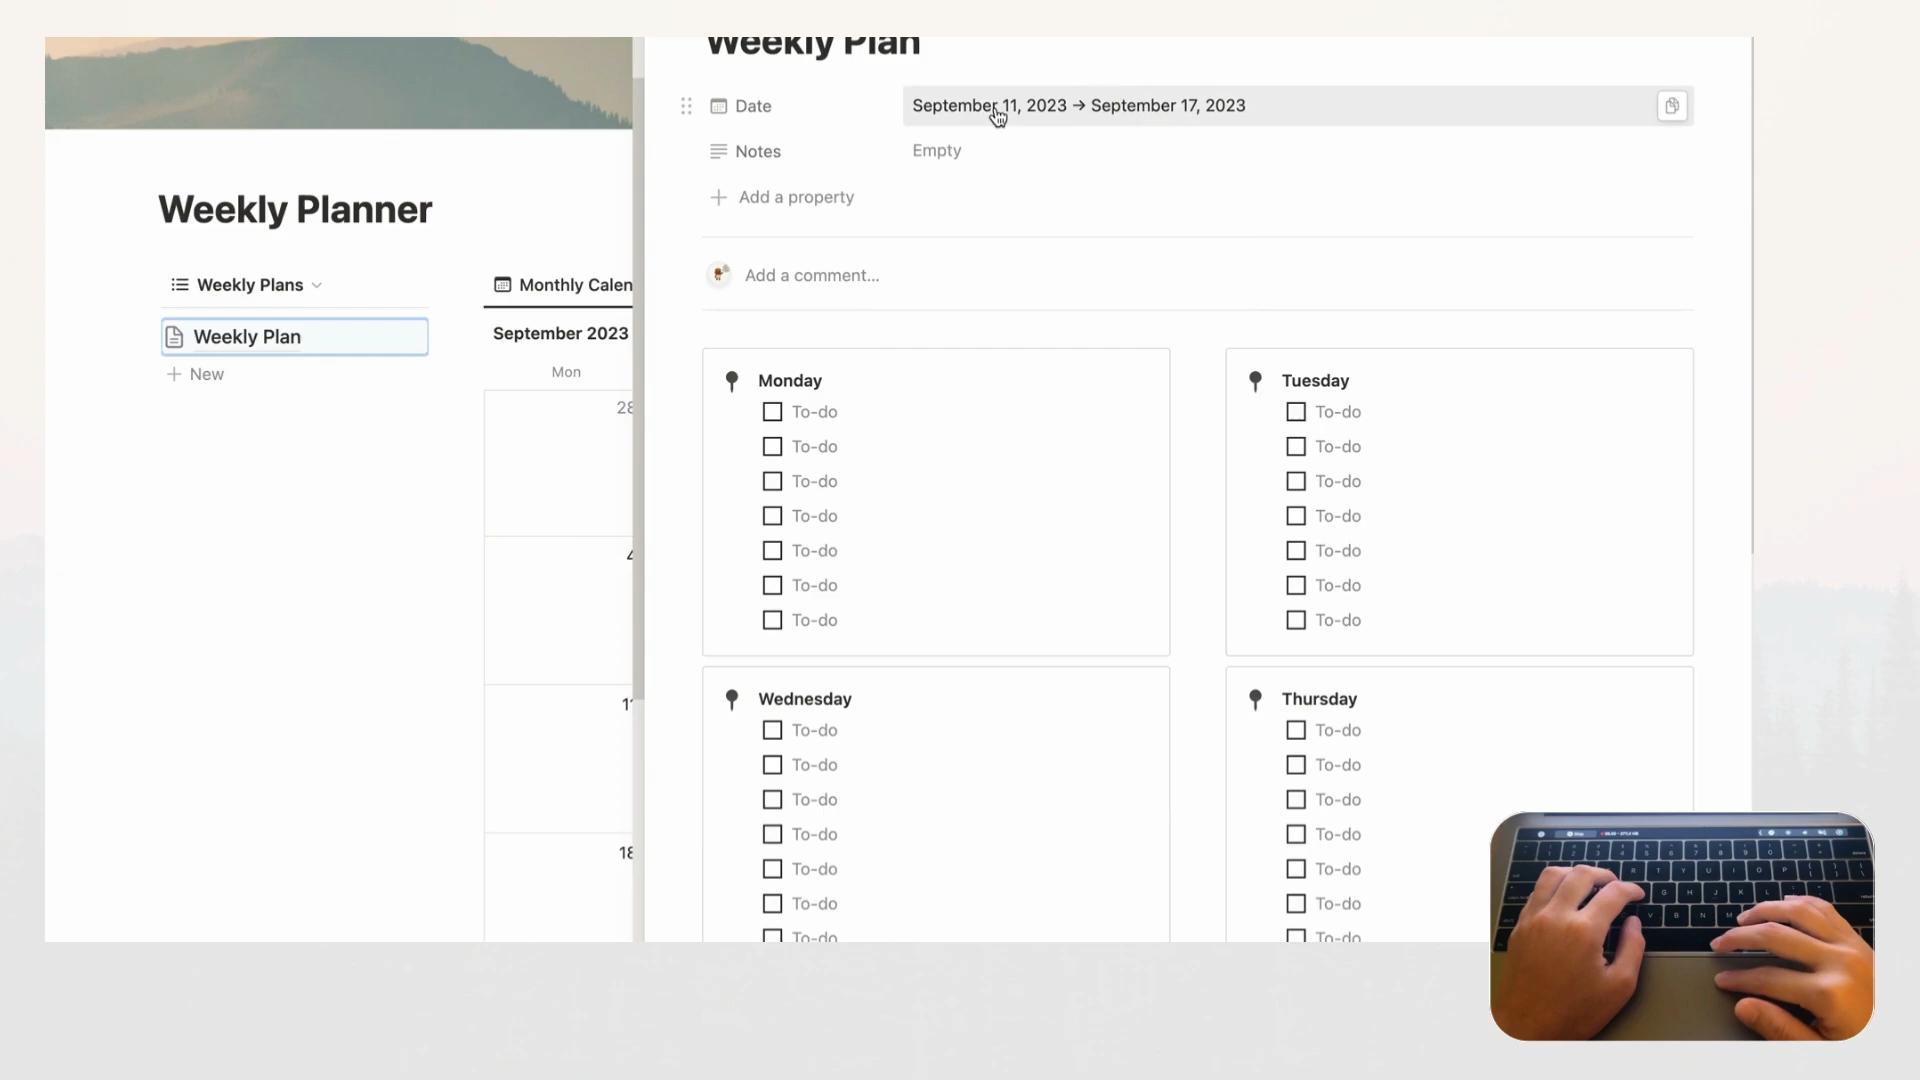 Weekly Planner
Weekly Plans
Weekly Plan
New
Monthly Calen
September 2023
Mon
28
4
11
18
Weekly Plan
Date
September 11, 2023 → September 17, 2023
Notes
Empty
Add a property
Add a comment...
Monday
To-do
To-do
To-do
To-do
To-do
To-do
To-do
Tuesday
To-do
To-do
To-do
To-do
To-do
To-do
To-do
Wednesday
To-do
To-do
To-do
To-do
To-do
To-do
To-do
Thursday
To-do
To-do
To-do
To-do
To-do
To-do
To-do